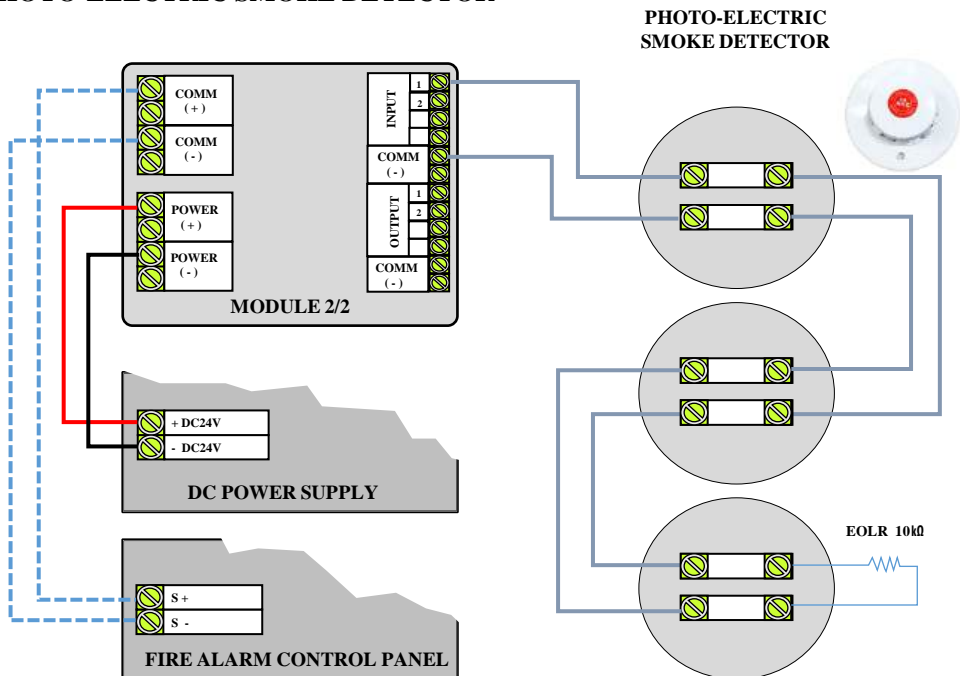 PHOTO-ELECTRIC
SMOKE DETECTOR
COMM
( + )
COMM
( - )
POWER
( + )
POWER
( - )
INPUT
1
2
COMM
( - )
OUTPUT
1
2
COMM
( - )
MODULE 2/2
+ DC24V
- DC24V
DC POWER SUPPLY
S +
S -
FIRE ALARM CONTROL PANEL
EOLR 10kΩ